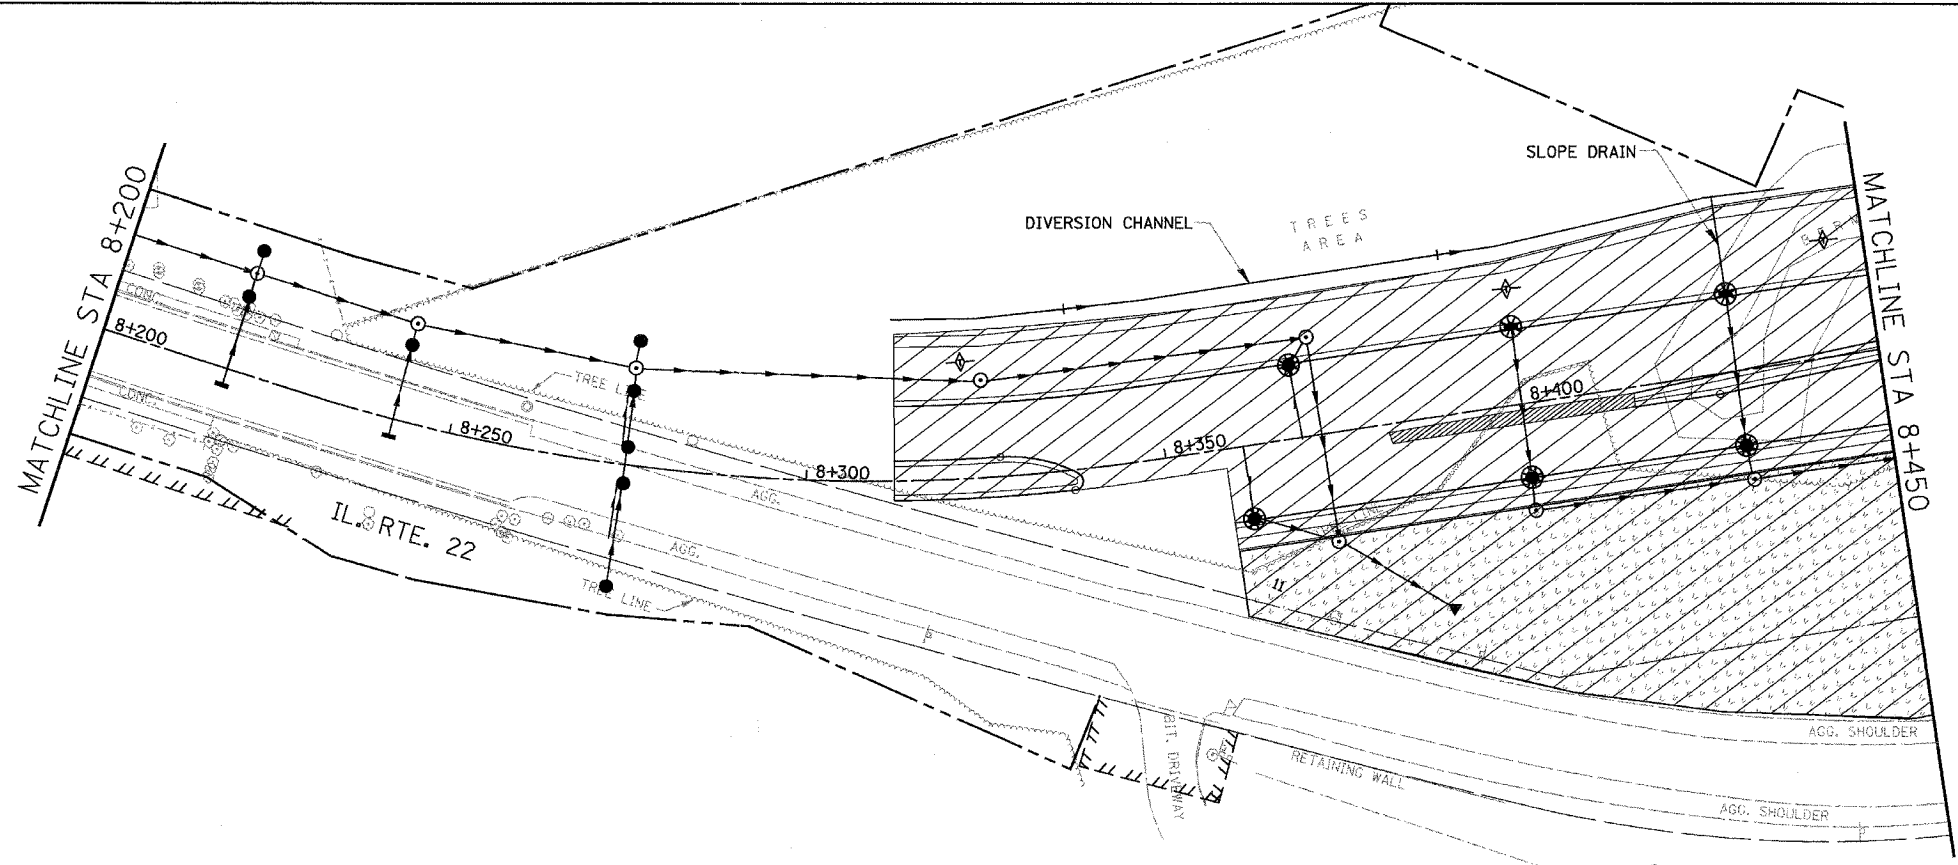 MATCHLINE STA 8+200
CONC.
8+200
CONC.
IL. RTE. 22
TREE LINE
8+250
AGG.
TREE LINE
8+300
AGG.
DIVERSION CHANNEL
TREES
AREA
SLOPE DRAIN
8+350
8+400
11
BIT. DRIVEWAY
RETAINING WALL
AGG. SHOULDER
AGG. SHOULDER
MATCHLINE STA 8+450